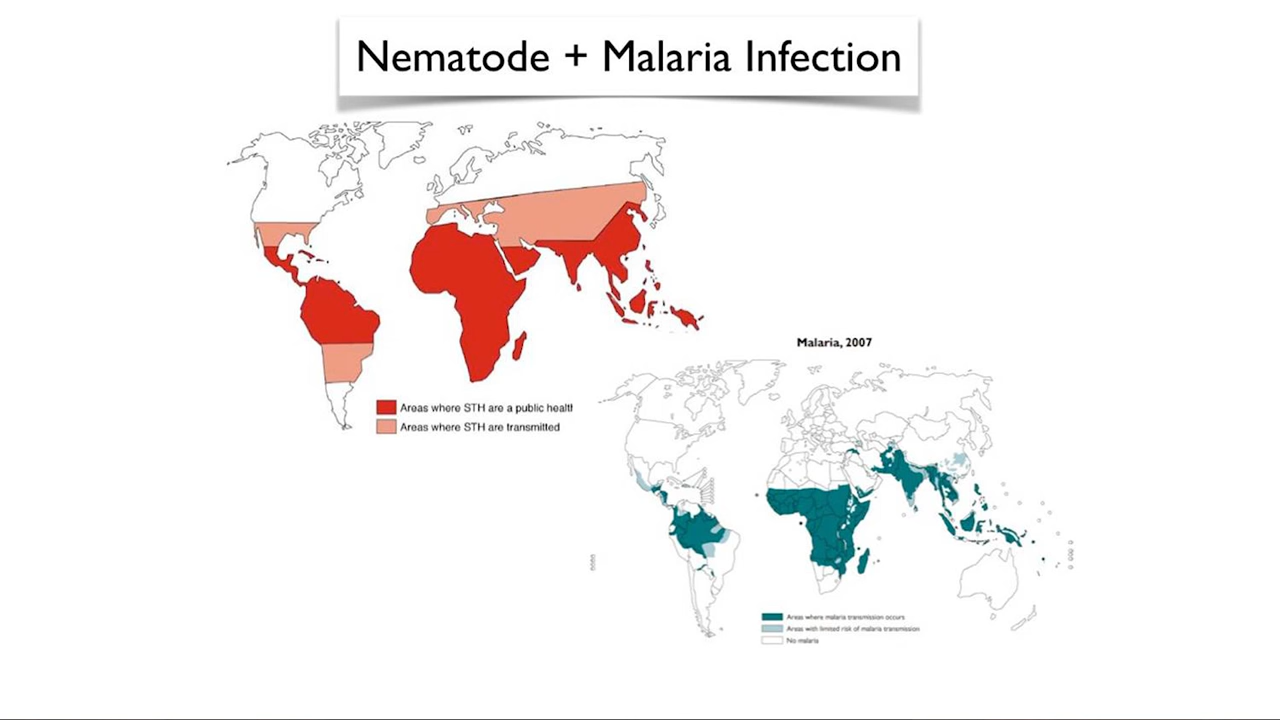 Nematode + Malaria Infection
Areas where STH are a public healt
Areas where STH are transmitted
Malaria, 2007
Areas where malaria transmission occurs
Areas with limited risk of malaria transmission
No malaria